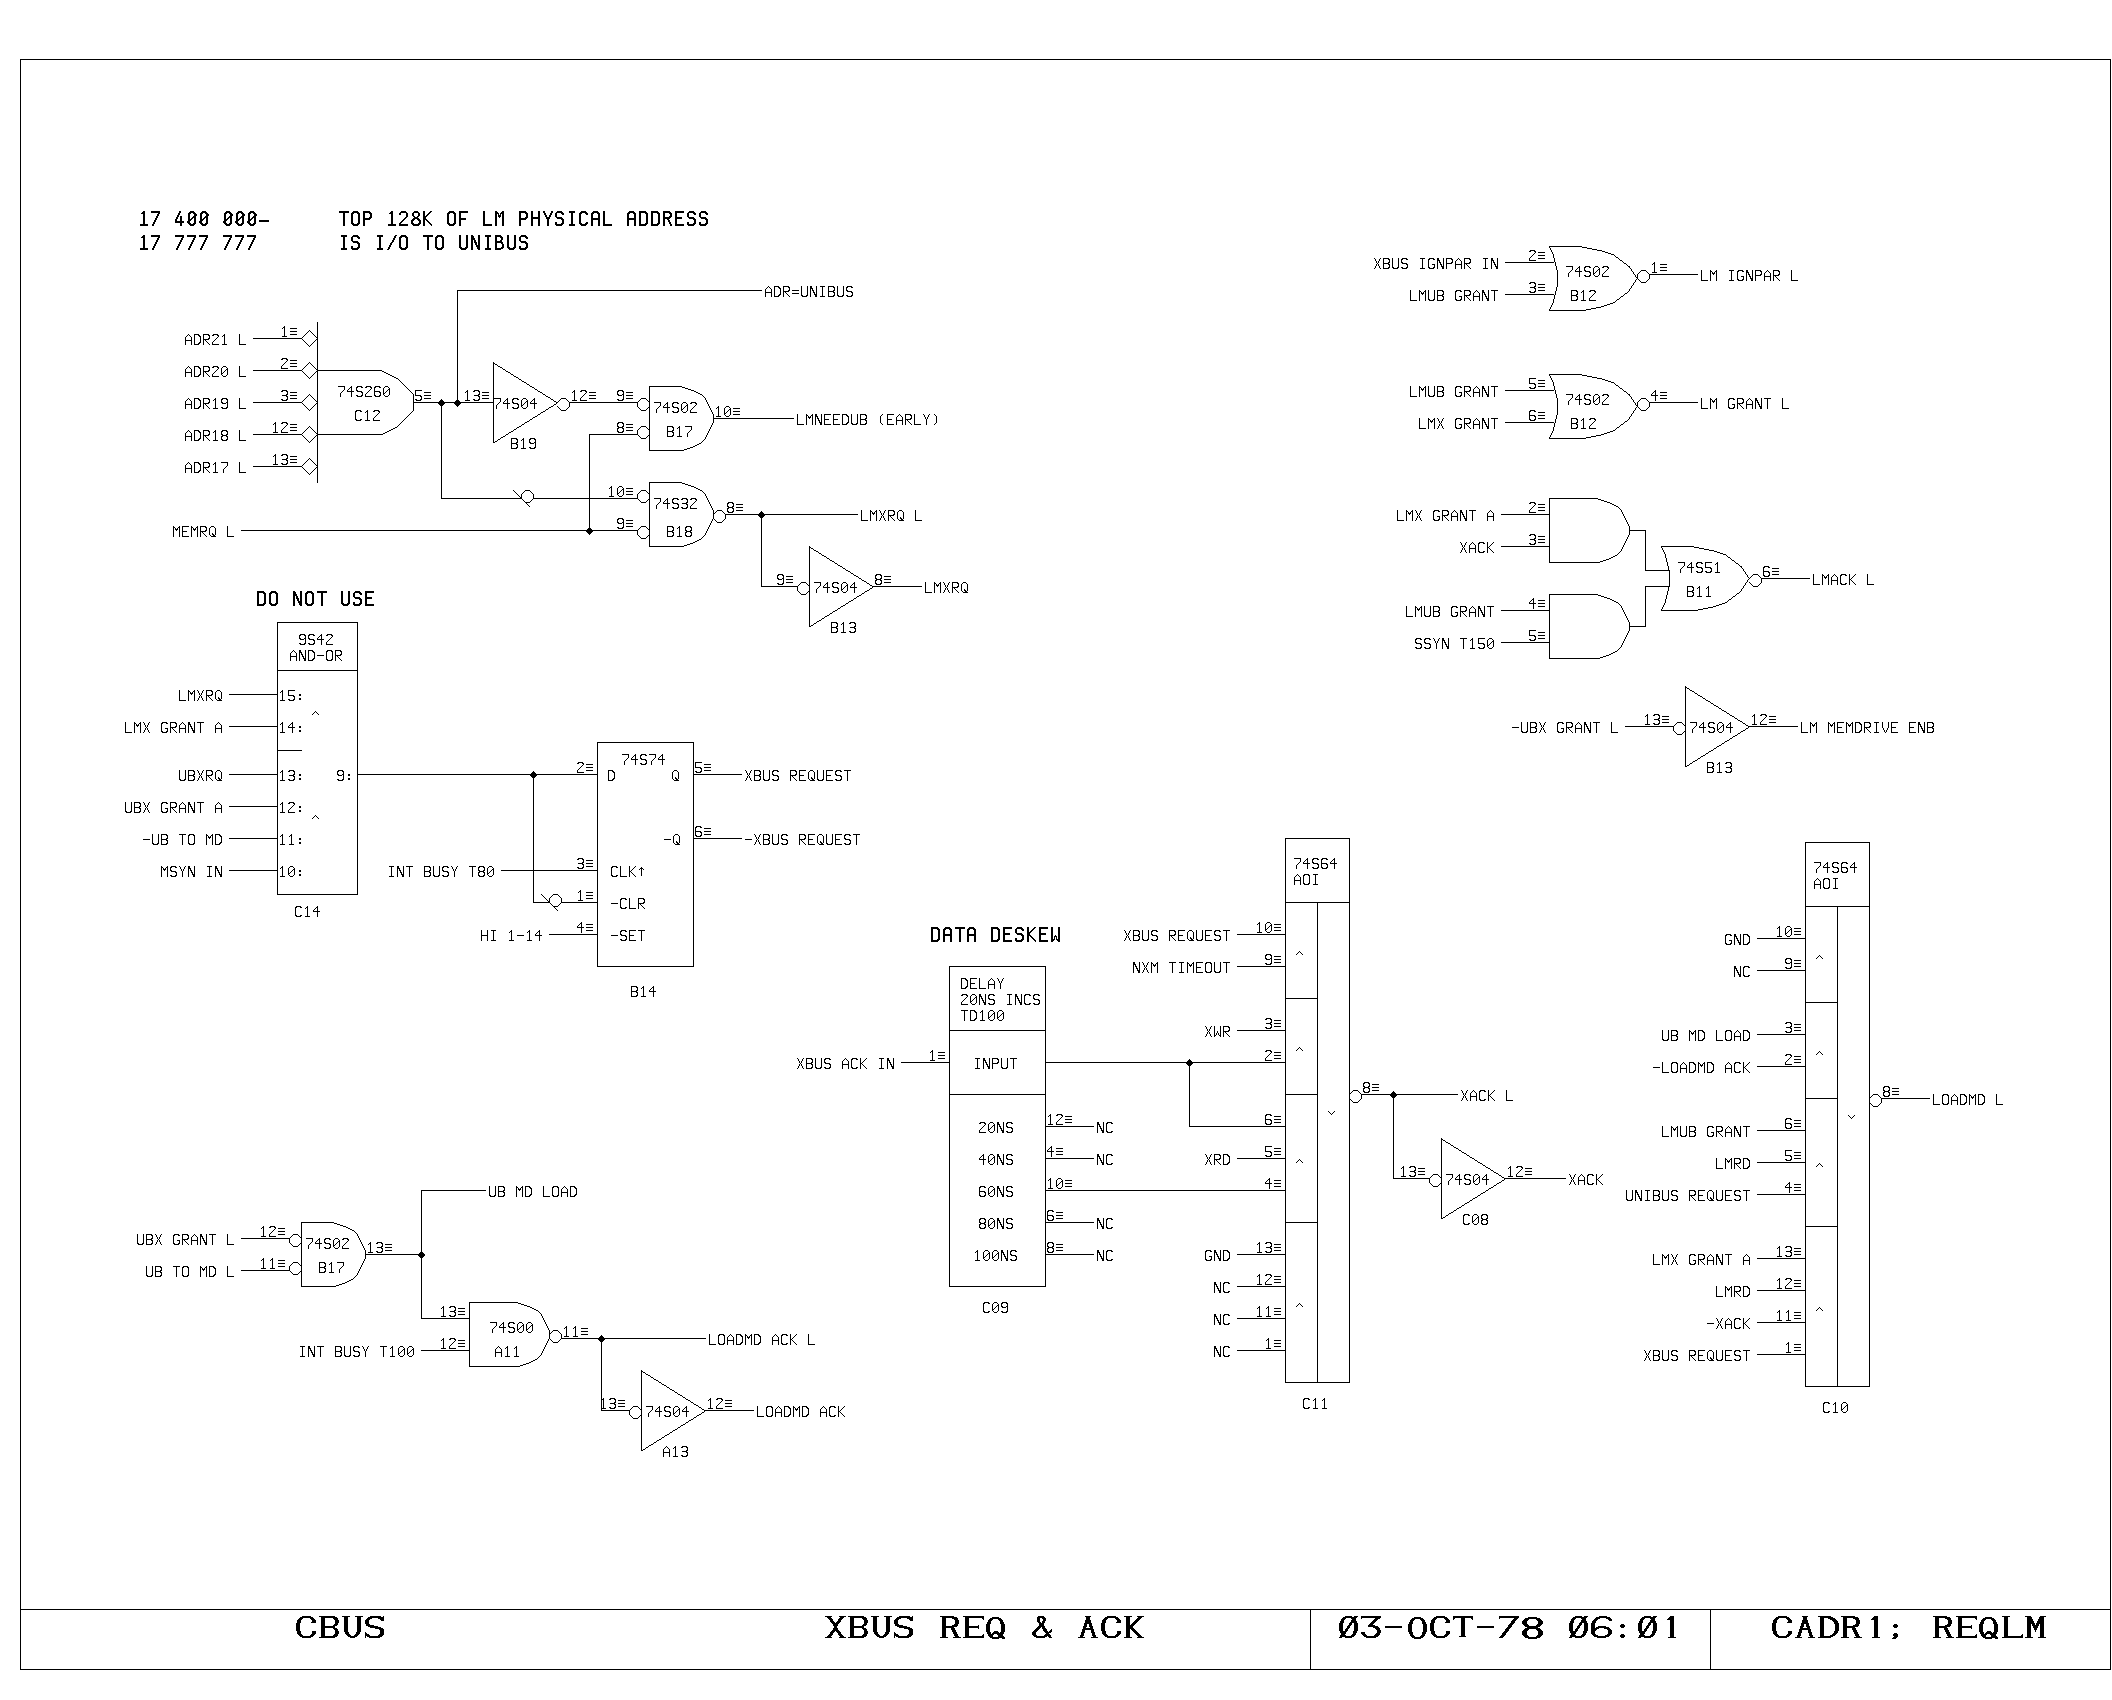 17 400 000-  TOP 128K OF LM PHYSICAL ADDRESS
17 777 777  IS I/O TO UNIBUS
ADR=UNIBUS
ADR21 L 1≡
ADR20 L 2≡
ADR19 L 3≡
ADR18 L 12≡
ADR17 L 13≡
74S260
C12
5≡
13≡ 74S04 12≡
B19
9≡ 74S02 10≡ LMNEEDUB (EARLY)
8≡ B17
10≡ 74S32 8≡ LMXRQ L
MEMRQ L 9≡ B18
9≡ 74S04 8≡ LMXRQ
B13
DO NOT USE
9S42
AND-OR
LMXRQ 15:
^
LMX GRANT A 14:
UBXRQ 13: 9:
UBX GRANT A 12:
^
-UB TO MD 11:
MSYN IN 10:
C14
74S74
2≡ D Q 5≡ XBUS REQUEST
-Q 6≡ -XBUS REQUEST
INT BUSY T80 3≡ CLK↑
1≡ -CLR
HI 1-14 4≡ -SET
B14
UB MD LOAD
UBX GRANT L 12≡ 74S02 13≡
UB TO MD L 11≡ B17
13≡ 74S00 11≡ LOADMD ACK L
INT BUSY T100 12≡ A11
13≡ 74S04 12≡ LOADMD ACK
A13
DATA DESKEW
DELAY
20NS INCS
TD100
XBUS ACK IN 1≡ INPUT
20NS 12≡ NC
40NS 4≡ NC
60NS 10≡
80NS 6≡ NC
100NS 8≡ NC
C09
74S64
AOI
XBUS REQUEST 10≡
^
NXM TIMEOUT 9≡
XWR 3≡
^
2≡
6≡
XRD 5≡
^
4≡
GND 13≡
NC 12≡
^
NC 11≡
NC 1≡
C11
8≡ XACK L
13≡ 74S04 12≡ XACK
C08
XBUS IGNPAR IN 2≡ 74S02 1≡ LM IGNPAR L
LMUB GRANT 3≡ B12
LMUB GRANT 5≡ 74S02 4≡ LM GRANT L
LMX GRANT 6≡ B12
LMX GRANT A 2≡
XACK 3≡
74S51 6≡ LMACK L
B11
LMUB GRANT 4≡
SSYN T150 5≡
-UBX GRANT L 13≡ 74S04 12≡ LM MEMDRIVE ENB
B13
74S64
AOI
GND 10≡
^
NC 9≡
UB MD LOAD 3≡
^
-LOADMD ACK 2≡
8≡ LOADMD L
LMUB GRANT 6≡
LMRD 5≡
^
UNIBUS REQUEST 4≡
LMX GRANT A 13≡
LMRD 12≡
^
-XACK 11≡
XBUS REQUEST 1≡
C10
CBUS  XBUS REQ & ACK  03-OCT-78 06:01  CADR1; REQLM